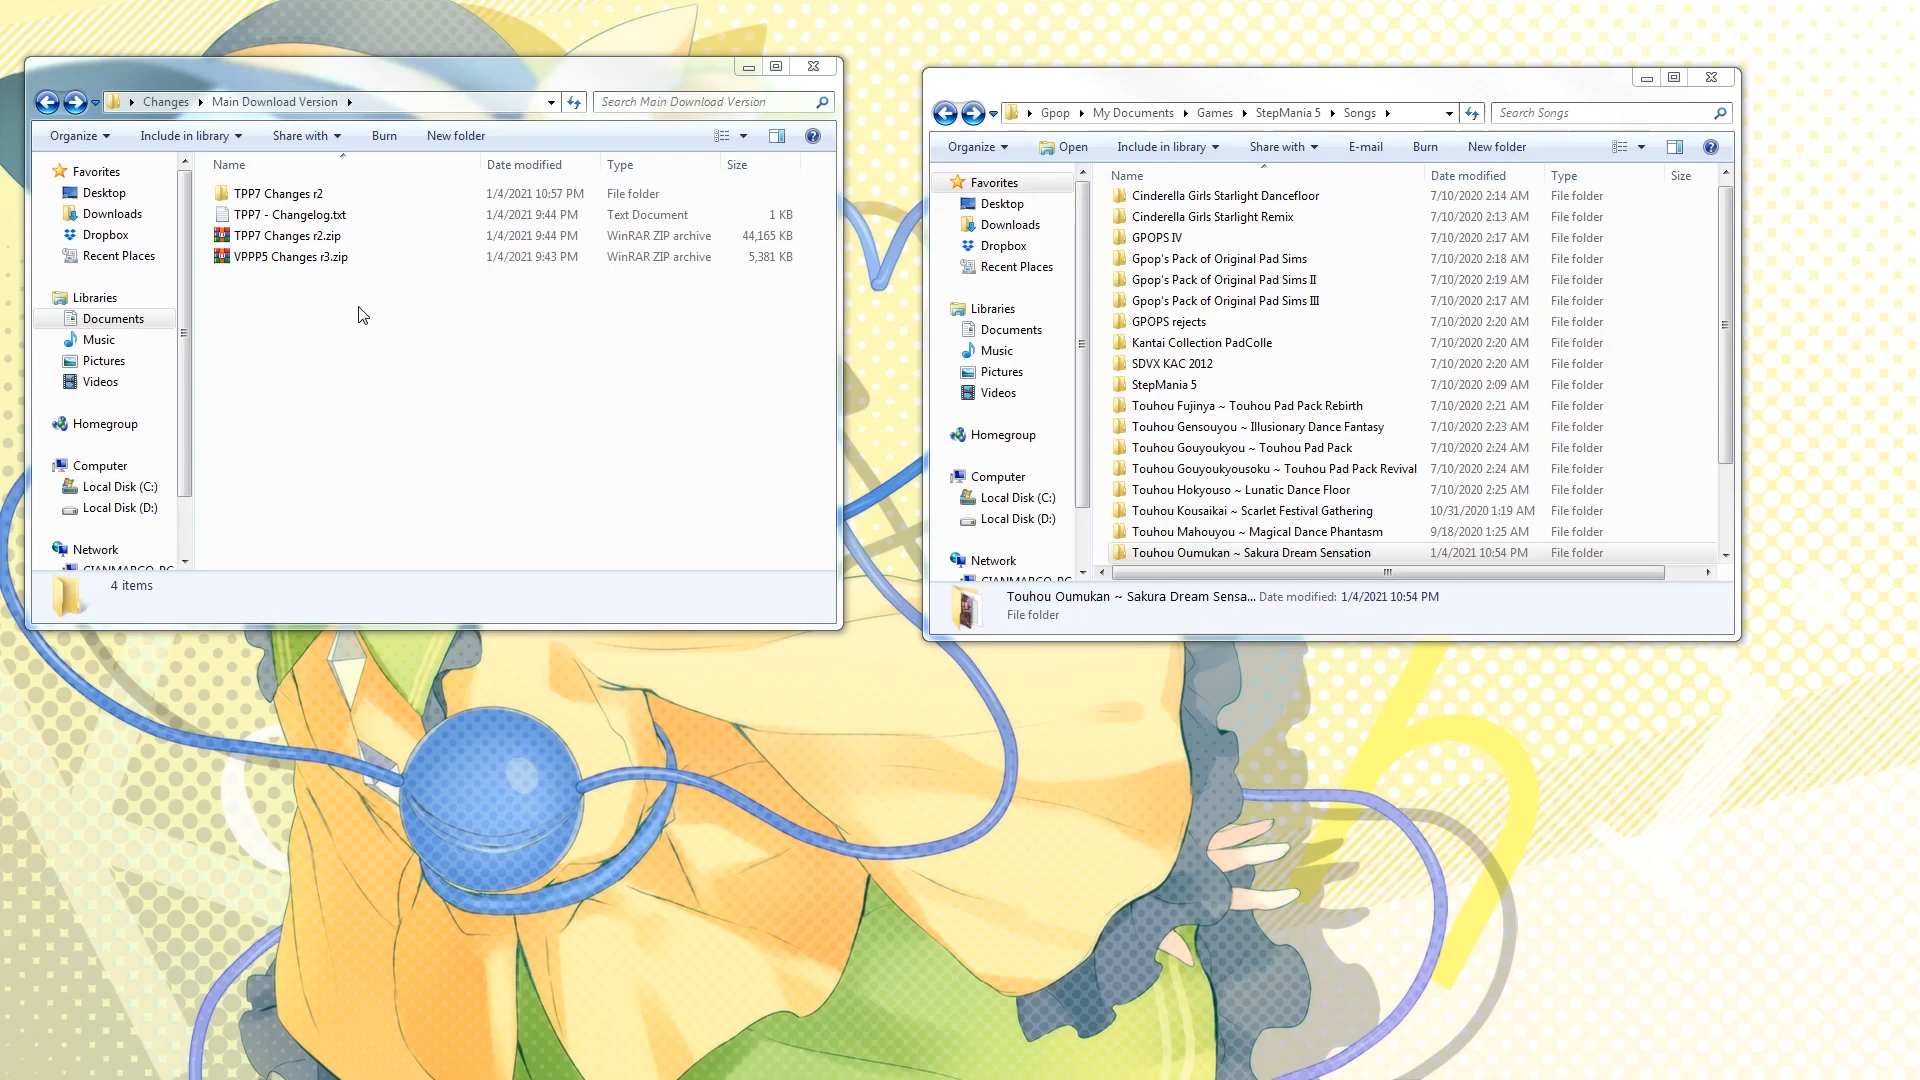 Changes Main Download Version
Search Main Download Version
Organize Include in library Share with Burn New folder
Name Date modified Type Size
Favorites
Desktop
Downloads
Dropbox
Recent Places
Libraries
Documents
Music
Pictures
Videos
Homegroup
Computer
Local Disk (C:)
Local Disk (D:)
Network
TPP7 Changes r2 1/4/2021 10:57 PM File folder
TPP7 - Changelog.txt 1/4/2021 9:44 PM Text Document 1 KB
TPP7 Changes r2.zip 1/4/2021 9:44 PM WinRAR ZIP archive 44,165 KB
VPPP5 Changes r3.zip 1/4/2021 9:43 PM WinRAR ZIP archive 5,381 KB
4 items
Gpop My Documents Games StepMania 5 Songs
Search Songs
Organize Open Include in library Share with E-mail Burn New folder
Name Date modified Type Size
Favorites
Desktop
Downloads
Dropbox
Recent Places
Libraries
Documents
Music
Pictures
Videos
Homegroup
Computer
Local Disk (C:)
Local Disk (D:)
Network
Cinderella Girls Starlight Dancefloor 7/10/2020 2:14 AM File folder
Cinderella Girls Starlight Remix 7/10/2020 2:13 AM File folder
GPOPS IV 7/10/2020 2:17 AM File folder
Gpop's Pack of Original Pad Sims 7/10/2020 2:18 AM File folder
Gpop's Pack of Original Pad Sims II 7/10/2020 2:19 AM File folder
Gpop's Pack of Original Pad Sims III 7/10/2020 2:17 AM File folder
GPOPS rejects 7/10/2020 2:20 AM File folder
Kantai Collection PadColle 7/10/2020 2:20 AM File folder
SDVX KAC 2012 7/10/2020 2:20 AM File folder
StepMania 5 7/10/2020 2:09 AM File folder
Touhou Fujinya ~ Touhou Pad Pack Rebirth 7/10/2020 2:21 AM File folder
Touhou Gensouyou ~ Illusionary Dance Fantasy 7/10/2020 2:23 AM File folder
Touhou Gouyoukyou ~ Touhou Pad Pack 7/10/2020 2:24 AM File folder
Touhou Gouyoukyousoku ~ Touhou Pad Pack Revival 7/10/2020 2:24 AM File folder
Touhou Hokyouso ~ Lunatic Dance Floor 7/10/2020 2:25 AM File folder
Touhou Kousaikai ~ Scarlet Festival Gathering 10/31/2020 1:19 AM File folder
Touhou Mahouyou ~ Magical Dance Phantasm 9/18/2020 1:25 AM File folder
Touhou Oumukan ~ Sakura Dream Sensation 1/4/2021 10:54 PM File folder
Touhou Oumukan ~ Sakura Dream Sensa... Date modified: 1/4/2021 10:54 PM
File folder